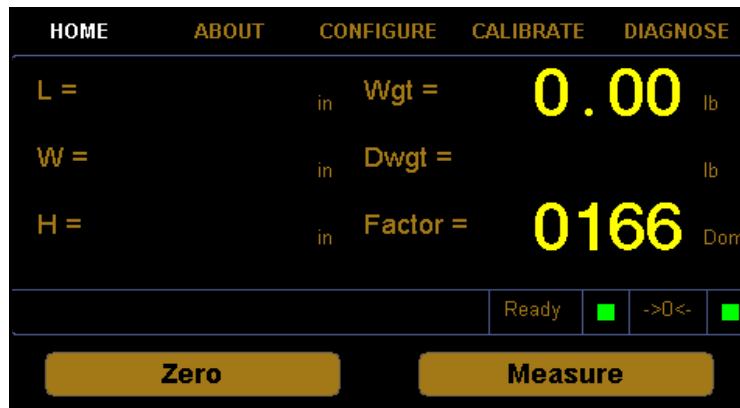 HOME ABOUT CONFIGURE CALIBRATE DIAGNOSE
L = in Wgt = 0.00 lb
W = in Dwgt = lb
H = in Factor = 0166 Dom
Ready ->0<-
Zero Measure